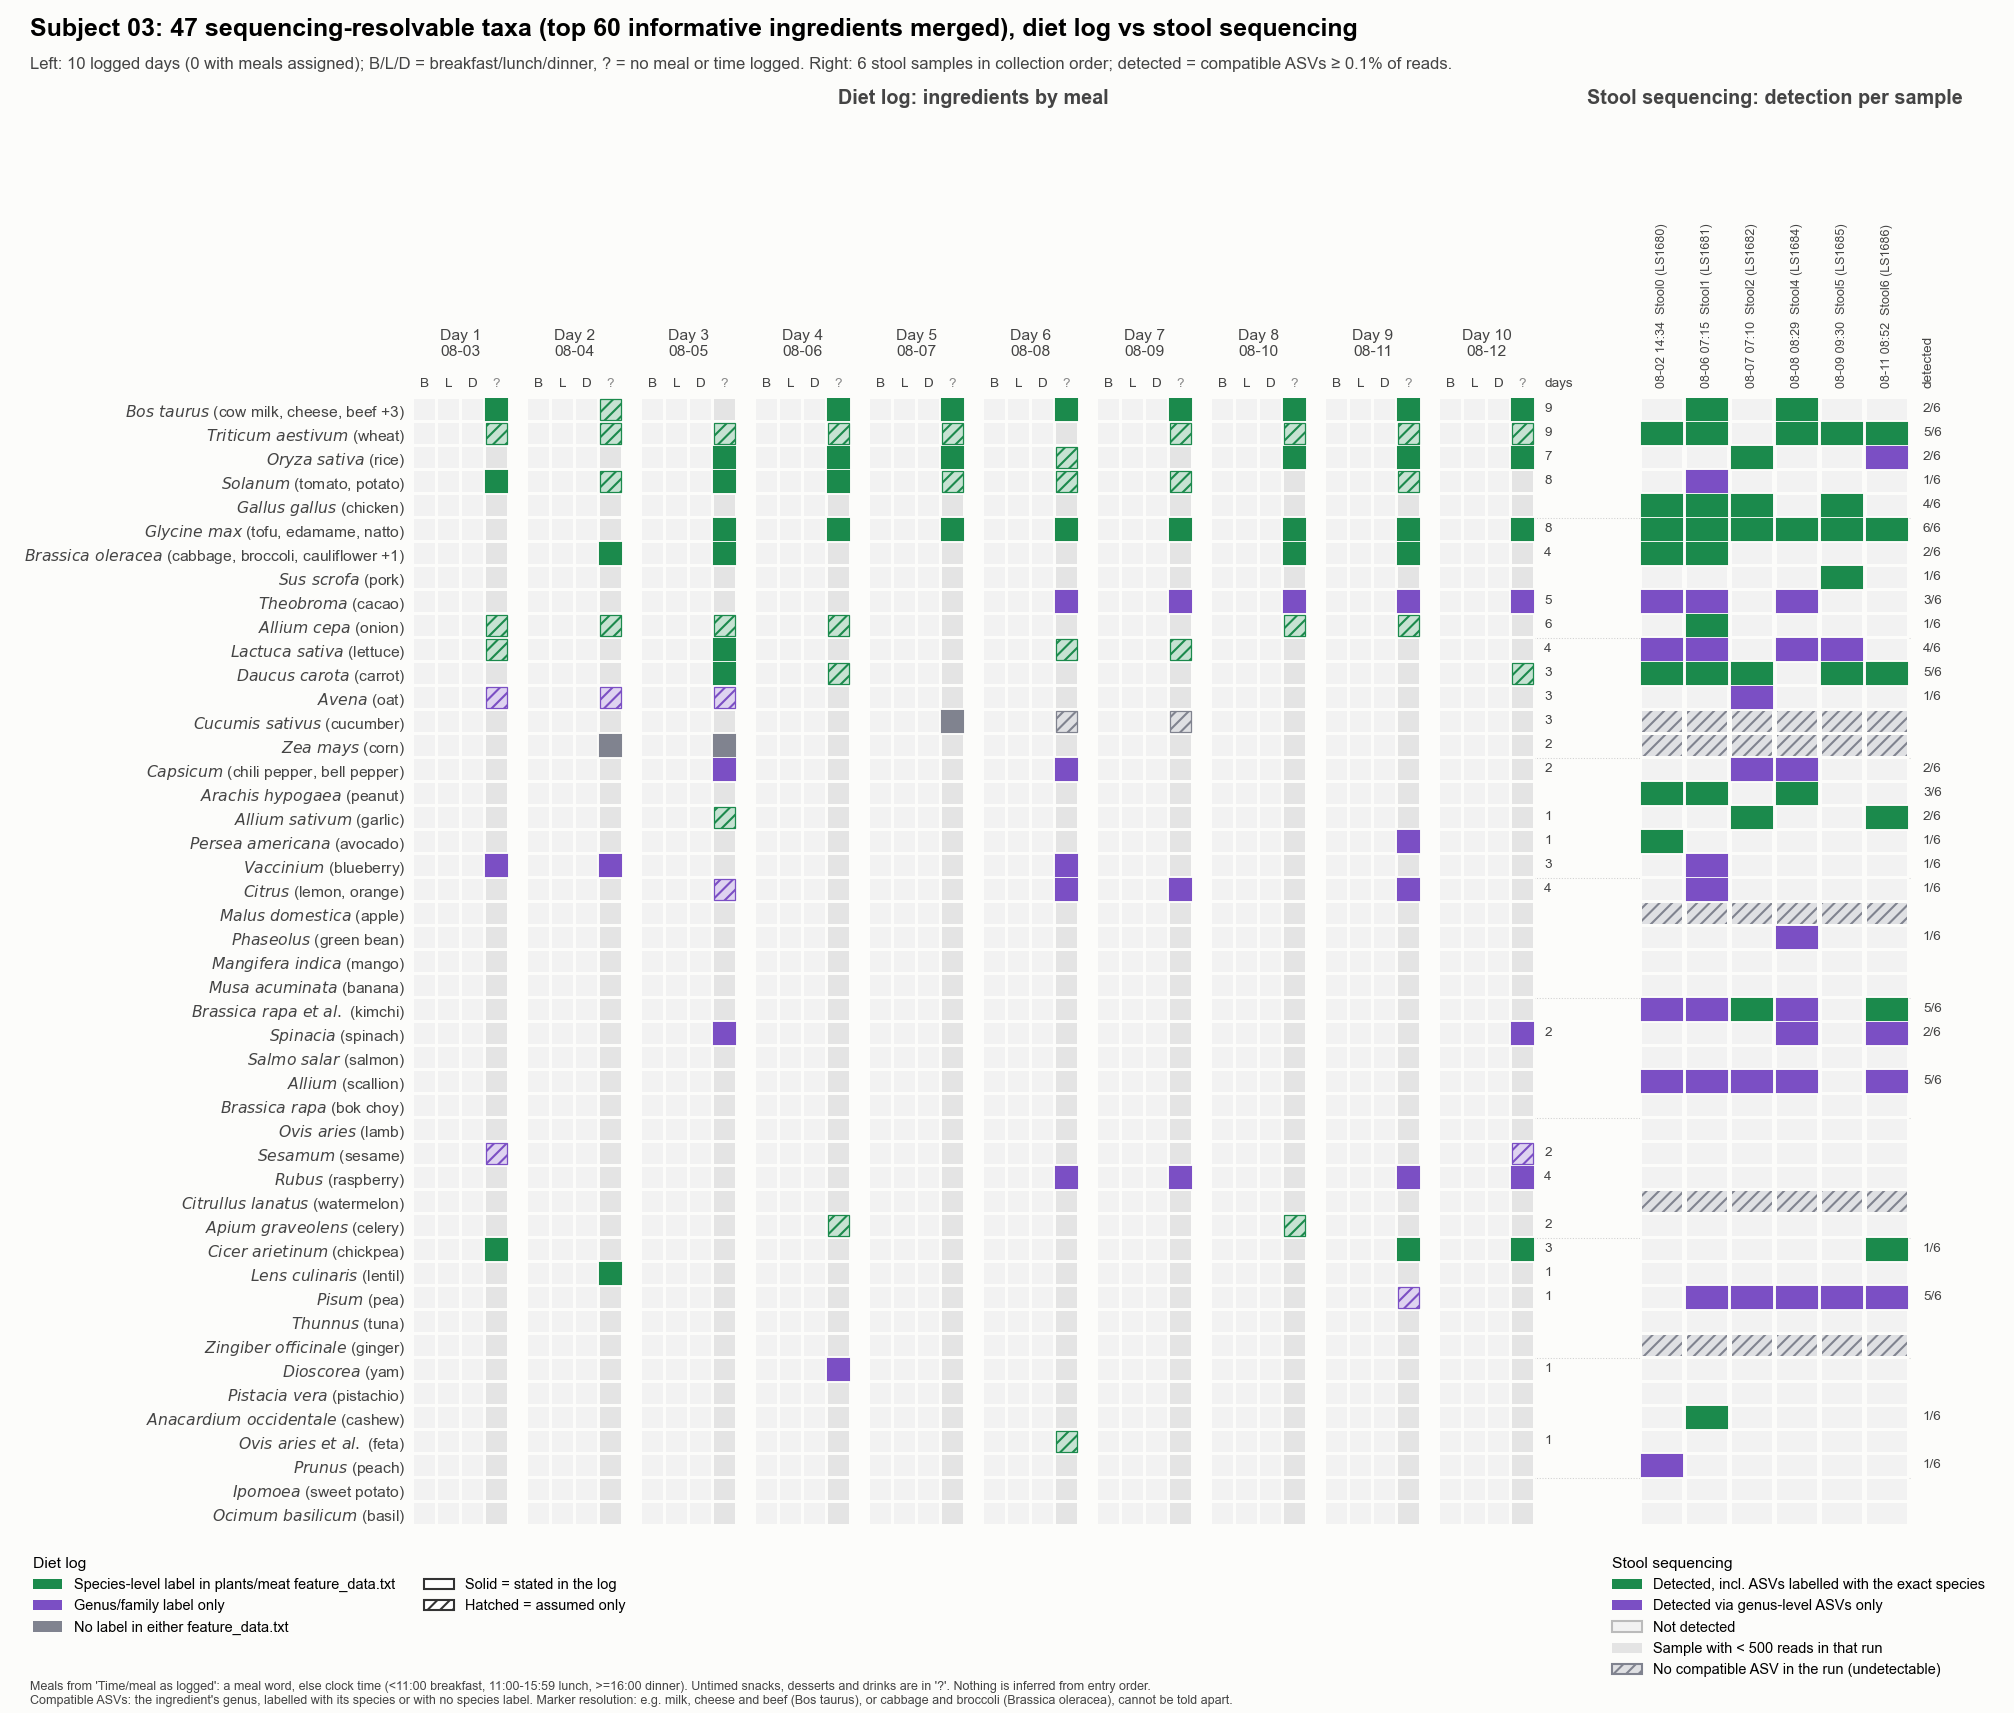 Subject 03: 47 sequencing-resolvable taxa (top 60 informative ingredients merged), diet log vs stool sequencing
Left: 10 logged days (0 with meals assigned); B/L/D = breakfast/lunch/dinner, ? = no meal or time logged. Right: 6 stool samples in collection order; detected = compatible ASVs ≥ 0.1% of reads.
Diet log: ingredients by meal
Stool sequencing: detection per sample
08-02 14:34 Stool0 (LS1680)
08-06 07:15 Stool1 (LS1681)
08-07 07:10 Stool2 (LS1682)
08-08 08:29 Stool4 (LS1684)
08-09 09:30 Stool5 (LS1685)
08-11 08:52 Stool6 (LS1686)
detected
Day 1 Day 2 Day 3 Day 4 Day 5 Day 6 Day 7 Day 8 Day 9 Day 10
08-03 08-04 08-05 08-06 08-07 08-08 08-09 08-10 08-11 08-12
B L D ? B L D ? B L D ? B L D ? B L D ? B L D ? B L D ? B L D ? B L D ? B L D ? days
Bos taurus (cow milk, cheese, beef +3) 9 2/6
Triticum aestivum (wheat) 9 5/6
Oryza sativa (rice) 7 2/6
Solanum (tomato, potato) 8 1/6
Gallus gallus (chicken) 4/6
Glycine max (tofu, edamame, natto) 8 6/6
Brassica oleracea (cabbage, broccoli, cauliflower +1) 4 2/6
Sus scrofa (pork) 1/6
Theobroma (cacao) 5 3/6
Allium cepa (onion) 6 1/6
Lactuca sativa (lettuce) 4 4/6
Daucus carota (carrot) 3 5/6
Avena (oat) 3 1/6
Cucumis sativus (cucumber) 3
Zea mays (corn) 2
Capsicum (chili pepper, bell pepper) 2 2/6
Arachis hypogaea (peanut) 3/6
Allium sativum (garlic) 1 2/6
Persea americana (avocado) 1 1/6
Vaccinium (blueberry) 3 1/6
Citrus (lemon, orange) 4 1/6
Malus domestica (apple)
Phaseolus (green bean) 1/6
Mangifera indica (mango)
Musa acuminata (banana)
Brassica rapa et al. (kimchi) 5/6
Spinacia (spinach) 2 2/6
Salmo salar (salmon)
Allium (scallion) 5/6
Brassica rapa (bok choy)
Ovis aries (lamb)
Sesamum (sesame) 2
Rubus (raspberry) 4
Citrullus lanatus (watermelon)
Apium graveolens (celery) 2
Cicer arietinum (chickpea) 3 1/6
Lens culinaris (lentil) 1
Pisum (pea) 1 5/6
Thunnus (tuna)
Zingiber officinale (ginger)
Dioscorea (yam) 1
Pistacia vera (pistachio)
Anacardium occidentale (cashew) 1/6
Ovis aries et al. (feta) 1
Prunus (peach) 1/6
Ipomoea (sweet potato)
Ocimum basilicum (basil)
Diet log
Species-level label in plants/meat feature_data.txt
Genus/family label only
No label in either feature_data.txt
Solid = stated in the log
Hatched = assumed only
Stool sequencing
Detected, incl. ASVs labelled with the exact species
Detected via genus-level ASVs only
Not detected
Sample with < 500 reads in that run
No compatible ASV in the run (undetectable)
Meals from 'Time/meal as logged': a meal word, else clock time (<11:00 breakfast, 11:00-15:59 lunch, >=16:00 dinner). Untimed snacks, desserts and drinks are in '?'. Nothing is inferred from entry order.
Compatible ASVs: the ingredient's genus, labelled with its species or with no species label. Marker resolution: e.g. milk, cheese and beef (Bos taurus), or cabbage and broccoli (Brassica oleracea), cannot be told apart.